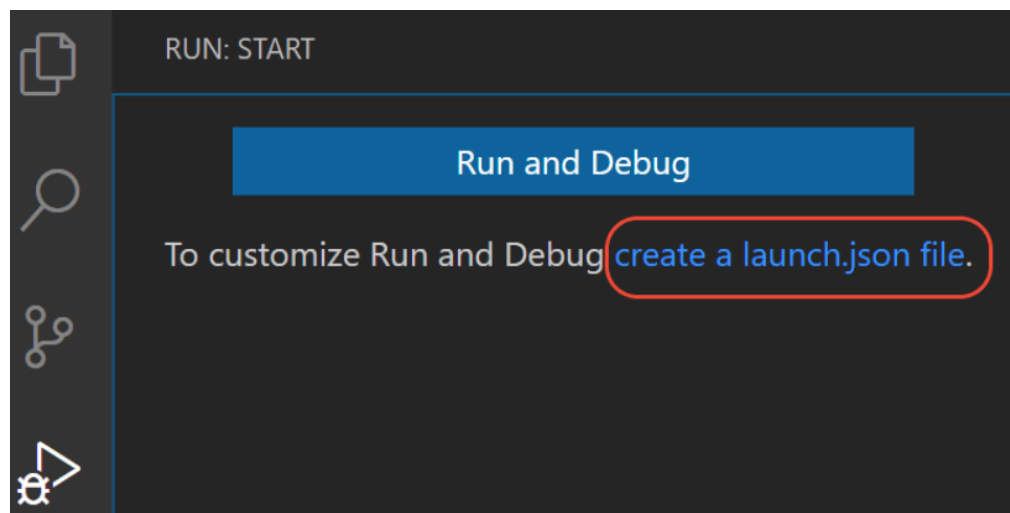 RUN: START
Run and Debug
To customize Run and Debug create a launch.json file.